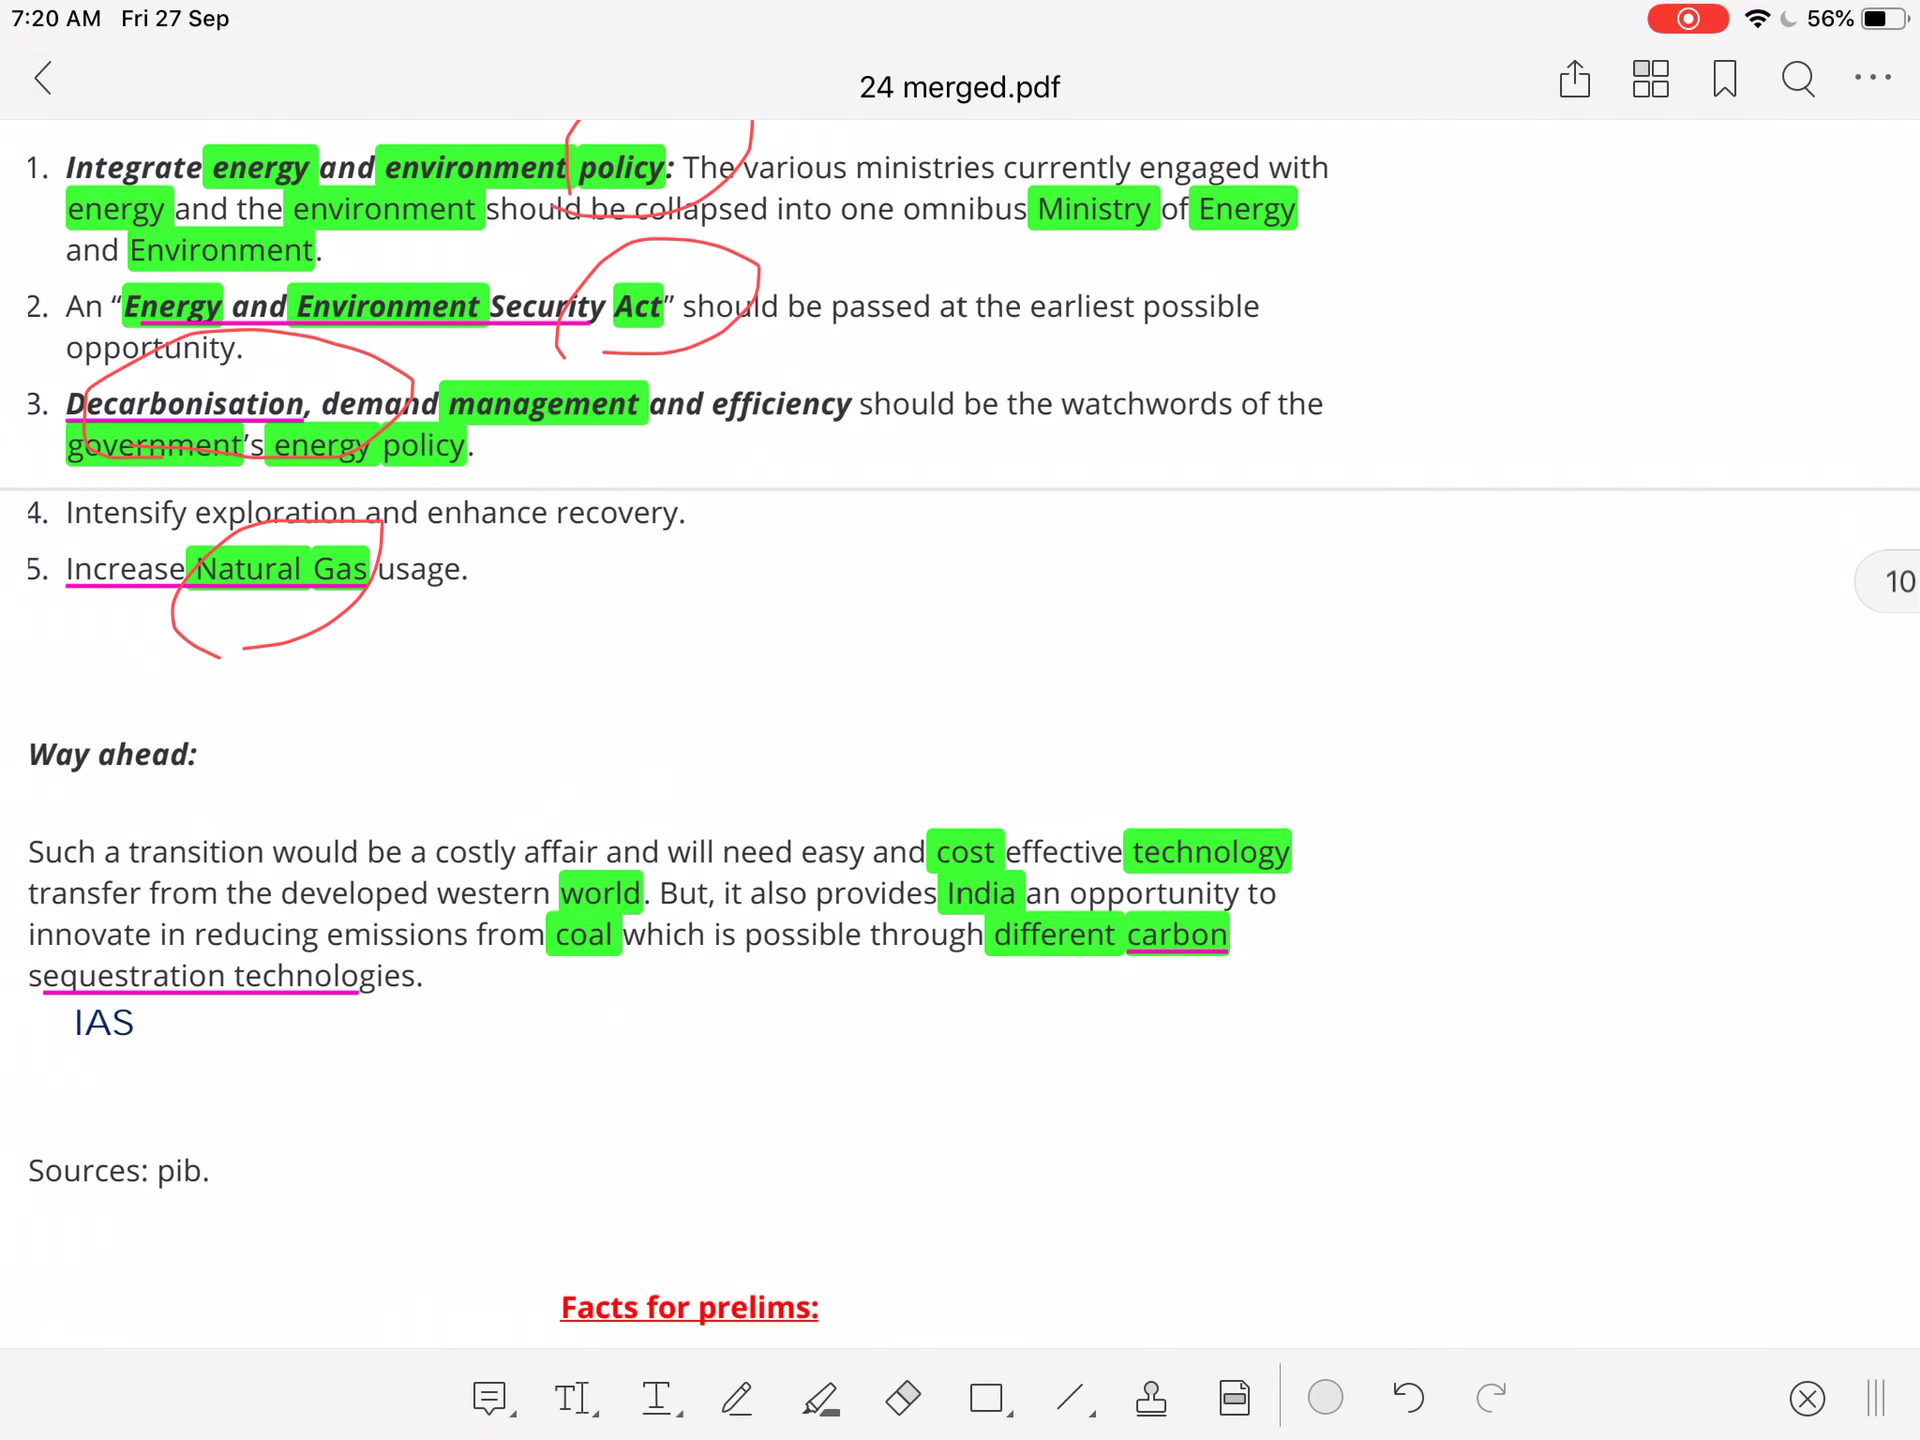 7:20 AM Fri 27 Sep
56%
24 merged.pdf
1. Integrate energy and environment policy: The various ministries currently engaged with
energy and the environment should be collapsed into one omnibus Ministry of Energy
and Environment.
2. An “Energy and Environment Security Act” should be passed at the earliest possible
opportunity.
3. Decarbonisation, demand management and efficiency should be the watchwords of the
government’s energy policy.
4. Intensify exploration and enhance recovery.
5. Increase Natural Gas usage.
10
Way ahead:
Such a transition would be a costly affair and will need easy and cost effective technology
transfer from the developed western world. But, it also provides India an opportunity to
innovate in reducing emissions from coal which is possible through different carbon
sequestration technologies.
IAS
Sources: pib.
Facts for prelims: